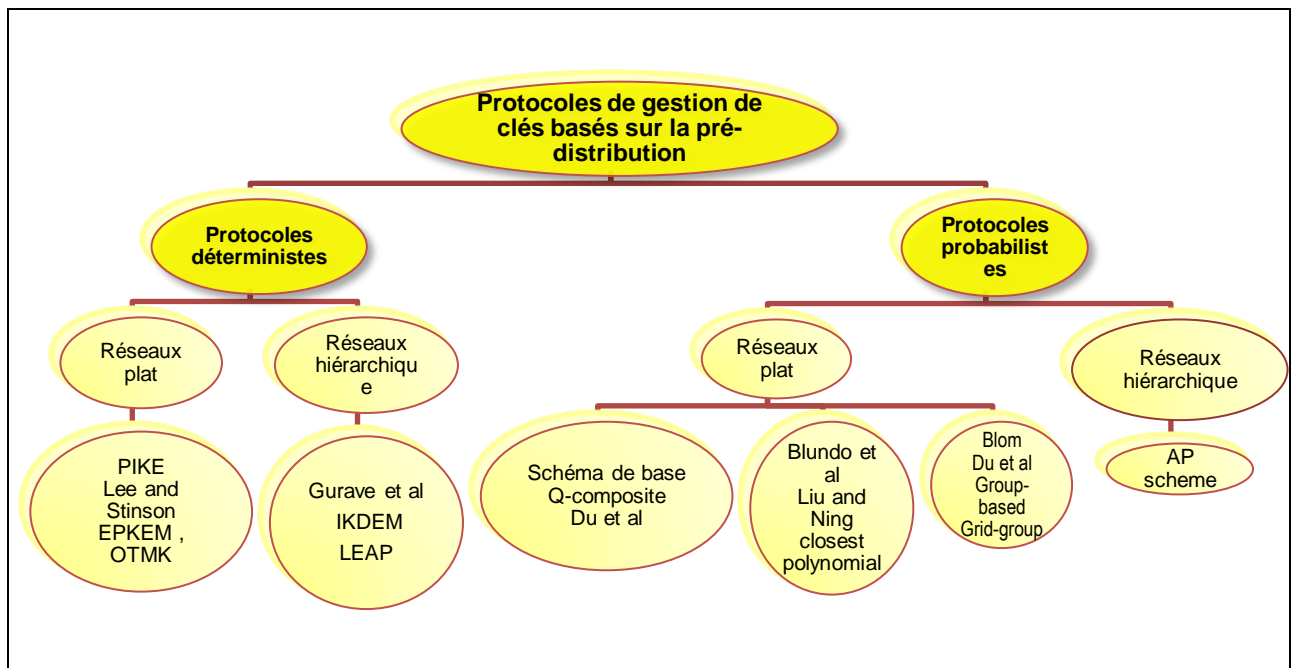 Protocoles de gestion de
clés basés sur la pré-
distribution
Protocoles
déterministes
Protocoles
probabilist
es
Réseaux
plat
Réseaux
hiérarchiqu
e
Réseaux
plat
Réseaux
hiérarchique
PIKE
Lee and
Stinson
EPKEM ,
OTMK
Gurave et al
IKDEM
LEAP
Schéma de base
Q-composite
Du et al
Blundo et
al
Liu and
Ning
closest
polynomial
Blom
Du et al
Group-
based
Grid-group
AP
scheme